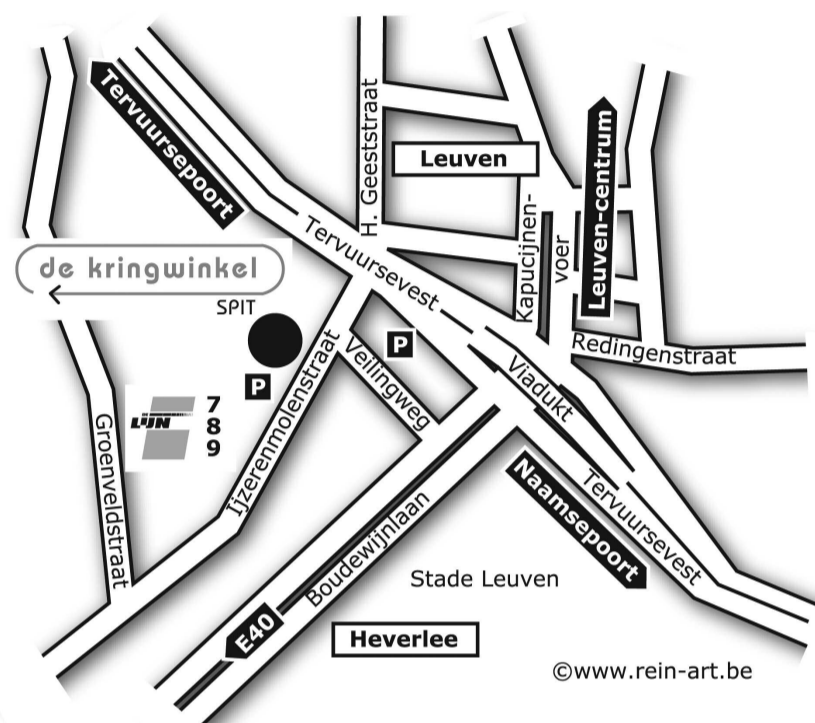 Tervuursepoort
H. Geeststraat
Leuven
Leuven-centrum
Kapucijnen-
voer
Tervuursevest
de kringwinkel
SPIT
P
P
Veilingweg
Viadukt
Redingenstraat
LIJN
7
8
9
Groenveldstraat
Ijzerenmolenstraat
Boudewijnlaan
Naamsepoort
Tervuursevest
Stade Leuven
E40
Heverlee
©www.rein-art.be